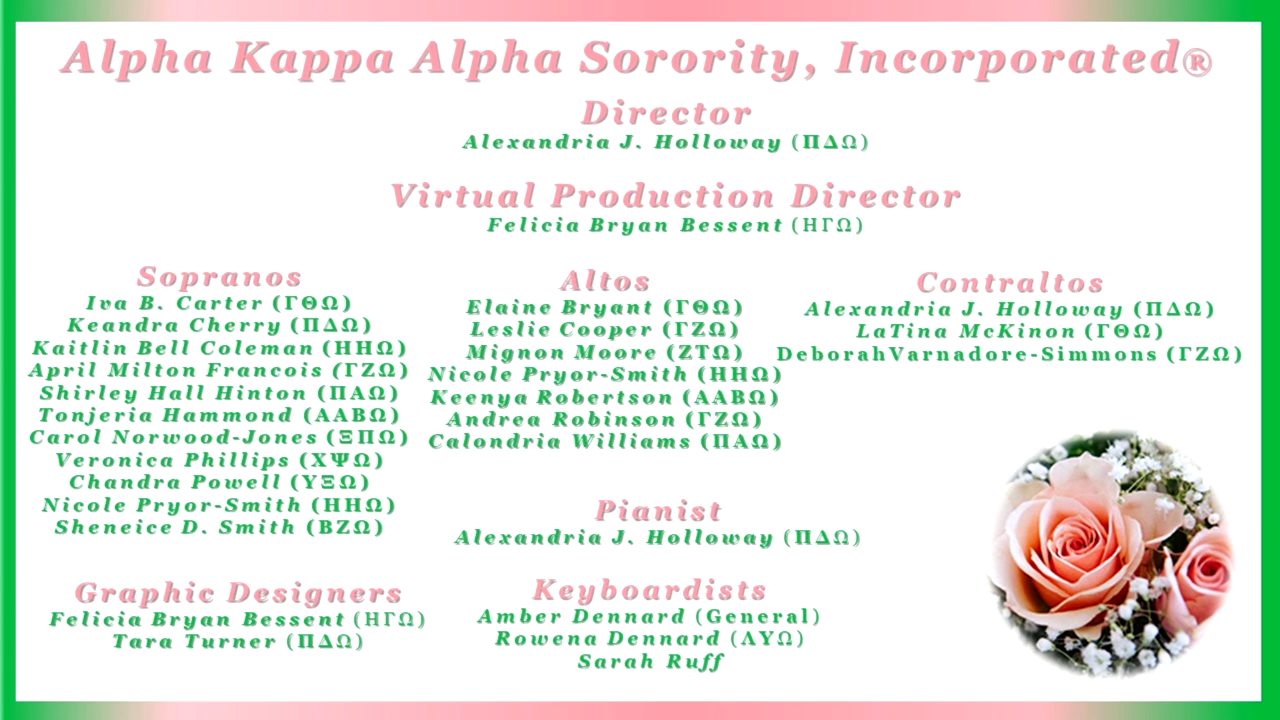 Alpha Kappa Alpha Sorority, Incorporated®
Director
Alexandria J. Holloway (ΠΔΩ)
Virtual Production Director
Felicia Bryan Bessent (ΗΓΩ)
Sopranos
Iva B. Carter (ΓΘΩ)
Keandra Cherry (ΠΔΩ)
Kaitlin Bell Coleman (ΗΗΩ)
April Milton Francois (ΓΖΩ)
Shirley Hall Hinton (ΠΑΩ)
Tonjeria Hammond (ΑΑΒΩ)
Carol Norwood-Jones (ΞΠΩ)
Veronica Phillips (ΧΨΩ)
Chandra Powell (ΥΞΩ)
Nicole Pryor-Smith (ΗΗΩ)
Sheneice D. Smith (ΒΖΩ)
Altos
Elaine Bryant (ΓΘΩ)
Leslie Cooper (ΓΖΩ)
Mignon Moore (ΖΤΩ)
Nicole Pryor-Smith (ΗΗΩ)
Keenya Robertson (ΑΑΒΩ)
Andrea Robinson (ΓΖΩ)
Calondria Williams (ΠΑΩ)
Contraltos
Alexandria J. Holloway (ΠΔΩ)
LaTina McKinon (ΓΘΩ)
DeborahVarnadore-Simmons (ΓΖΩ)
Pianist
Alexandria J. Holloway (ΠΔΩ)
Graphic Designers
Felicia Bryan Bessent (ΗΓΩ)
Tara Turner (ΠΔΩ)
Keyboardists
Amber Dennard (General)
Rowena Dennard (ΛΥΩ)
Sarah Ruff